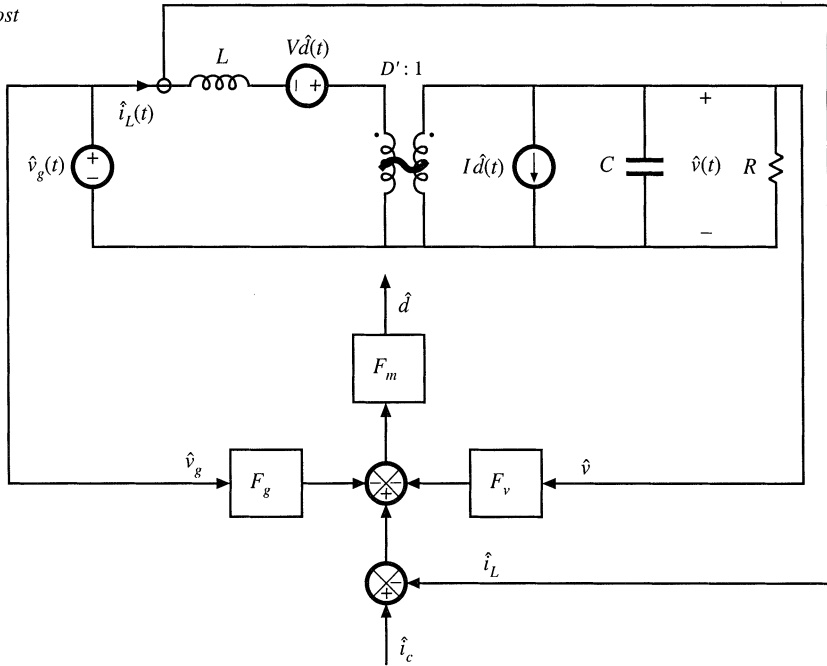 ost
L
V d̂(t)
D' : 1
î_L(t)
v̂_g(t)
+
−
− +
I d̂(t)
C
+
v̂(t)
−
R
d̂
F_m
v̂_g
F_g
− −
+
F_v
v̂
î_L
−
+
î_c